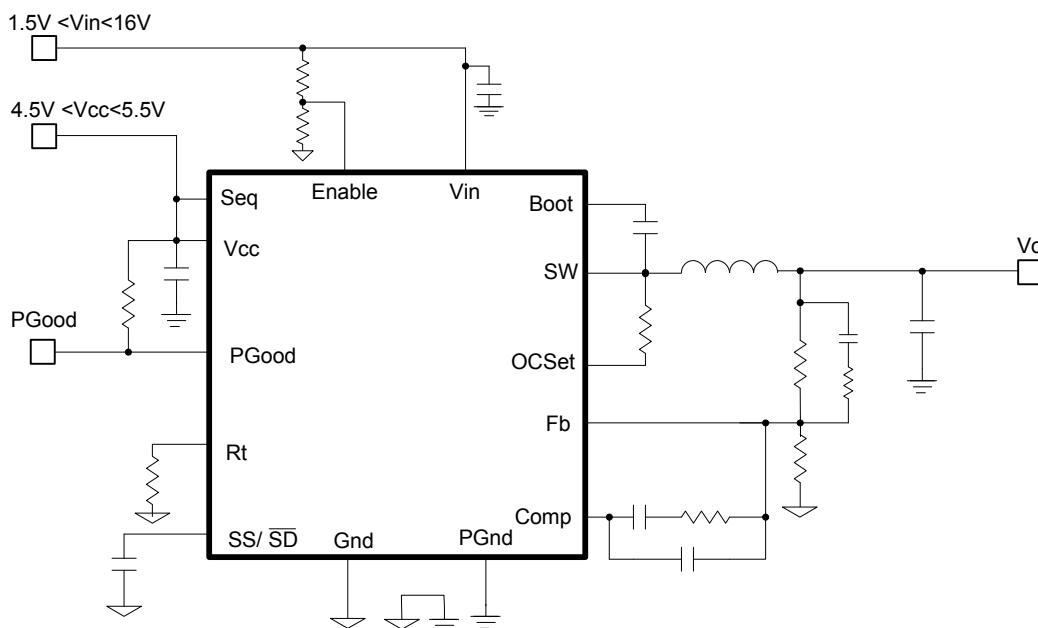 1.5V <Vin<16V
4.5V <Vcc<5.5V
Enable
Vin
Seq
Boot
Vcc
SW
Vo
PGood
PGood
OCSet
Fb
Rt
Comp
SS/ SD
Gnd
PGnd